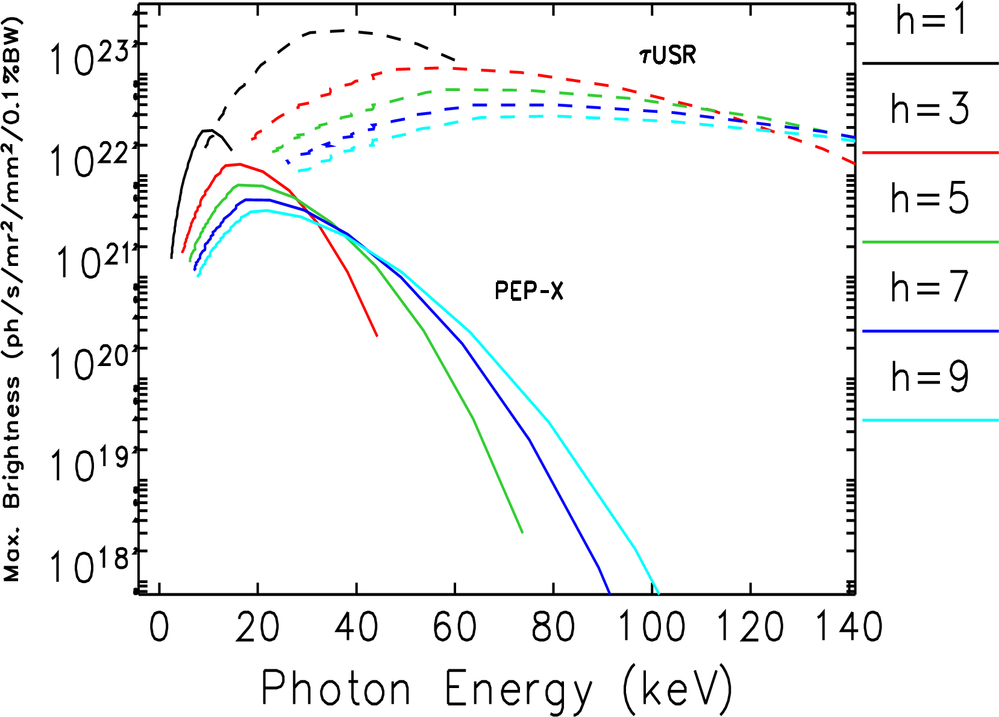 Max. Brightness (ph/s/mr²/mm²/0.1%BW)
10²³
10²²
10²¹
10²⁰
10¹⁹
10¹⁸
τUSR
PEP-X
0 20 40 60 80 100 120 140
Photon Energy (keV)
h=1
h=3
h=5
h=7
h=9